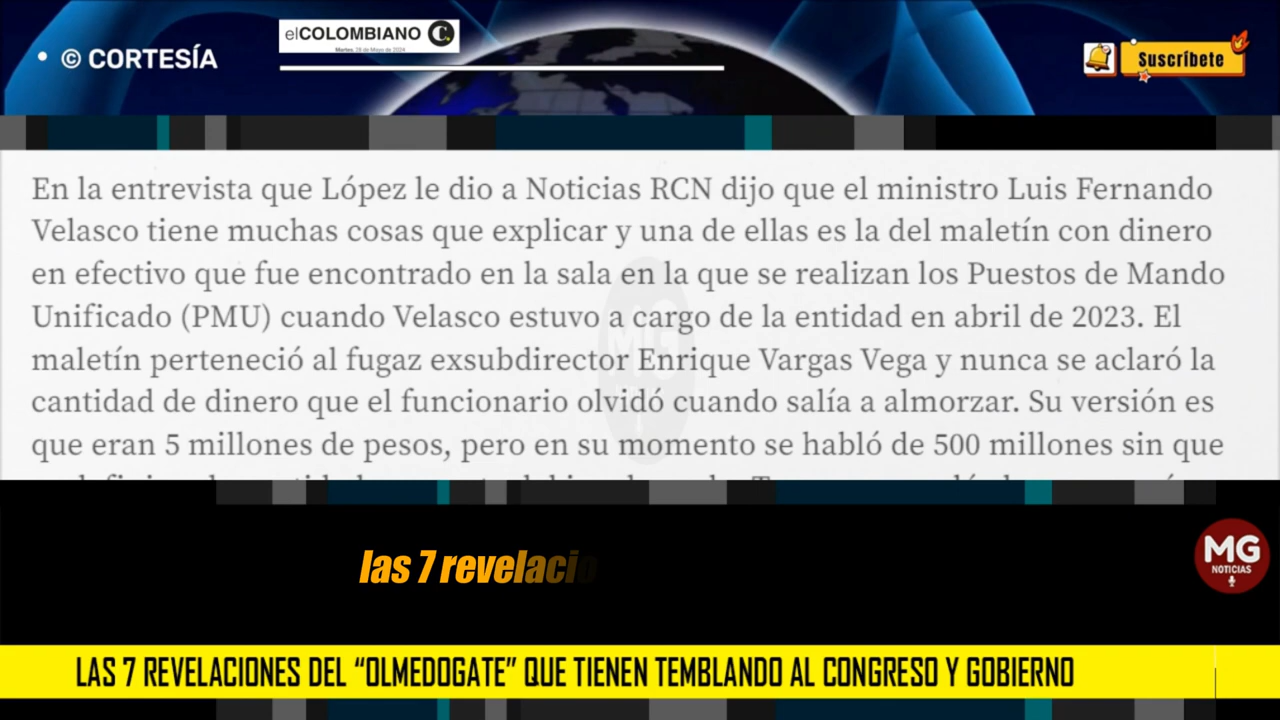 © CORTESÍA
elCOLOMBIANO
Martes, 28 de Mayo de 2024
Suscríbete
En la entrevista que López le dio a Noticias RCN dijo que el ministro Luis Fernando
Velasco tiene muchas cosas que explicar y una de ellas es la del maletín con dinero
en efectivo que fue encontrado en la sala en la que se realizan los Puestos de Mando
Unificado (PMU) cuando Velasco estuvo a cargo de la entidad en abril de 2023. El
maletín perteneció al fugaz exsubdirector Enrique Vargas Vega y nunca se aclaró la
cantidad de dinero que el funcionario olvidó cuando salía a almorzar. Su versión es
que eran 5 millones de pesos, pero en su momento se habló de 500 millones sin que
las 7 revelacio
MG
NOTICIAS
LAS 7 REVELACIONES DEL “OLMEDOGATE” QUE TIENEN TEMBLANDO AL CONGRESO Y GOBIERNO